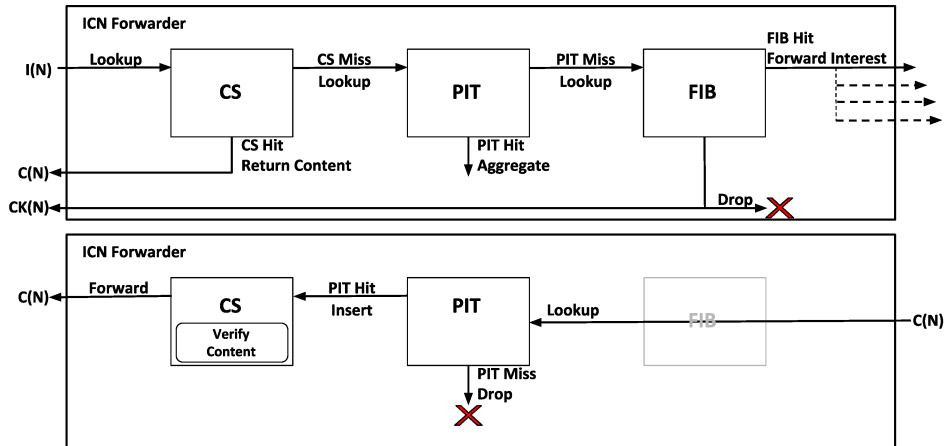 ICN Forwarder
I(N)
Lookup
CS
CS Miss
Lookup
PIT
PIT Miss
Lookup
FIB
FIB Hit
Forward Interest
CS Hit
Return Content
PIT Hit
Aggregate
C(N)
CK(N)
Drop
ICN Forwarder
C(N)
Forward
CS
Verify
Content
PIT Hit
Insert
PIT
Lookup
FIB
C(N)
PIT Miss
Drop